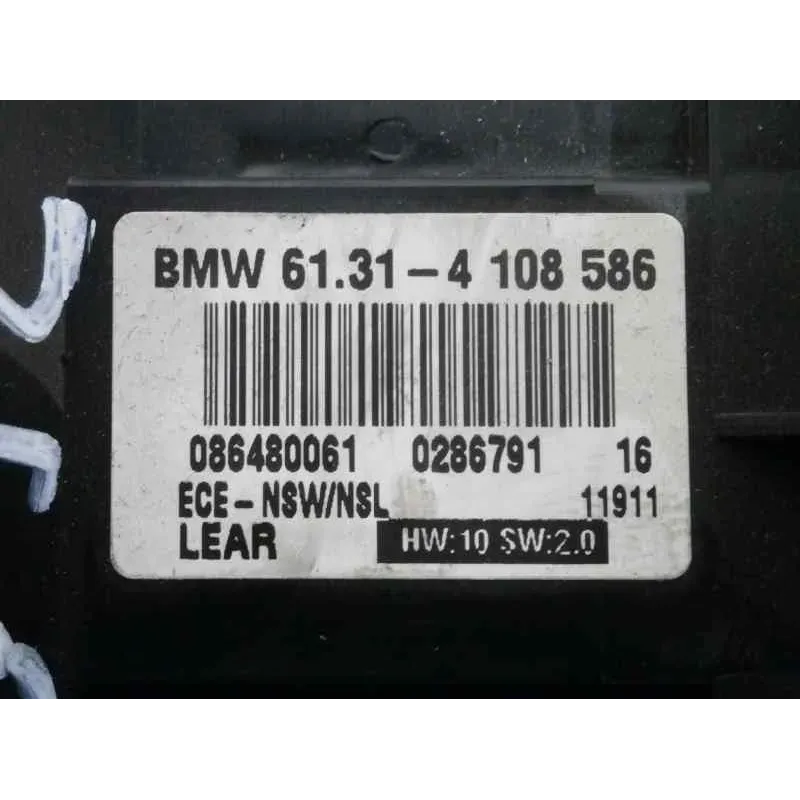 BMW 61.31-4 108 586
086480061 0286791 16
ECE-NSW/NSL 11911
LEAR HW:10 SW:2.0